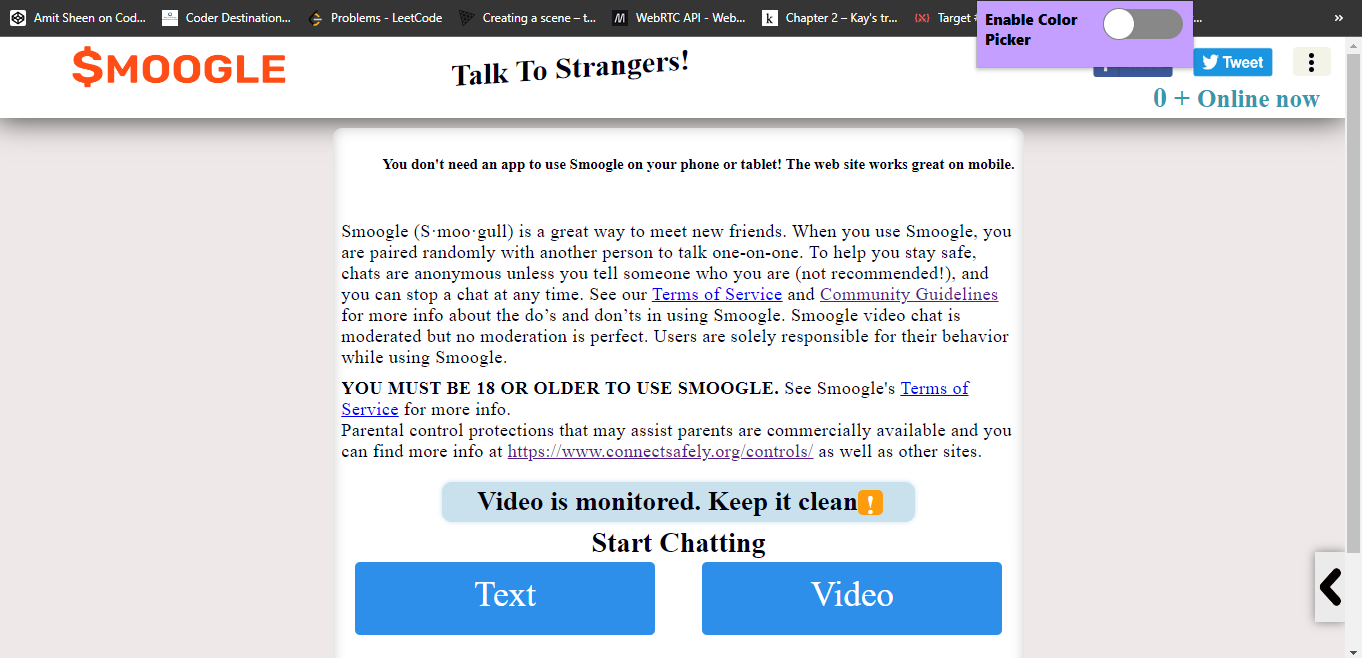 Amit Sheen on Cod... Coder Destination... Problems - LeetCode Creating a scene – t... WebRTC API - Web... Chapter 2 – Kay's tr... Target ... »
Enable Color
Picker
$MOOGLE
Talk To Strangers!
Tweet
0 + Online now
You don't need an app to use Smoogle on your phone or tablet! The web site works great on mobile.
Smoogle (S·moo·gull) is a great way to meet new friends. When you use Smoogle, you
are paired randomly with another person to talk one-on-one. To help you stay safe,
chats are anonymous unless you tell someone who you are (not recommended!), and
you can stop a chat at any time. See our Terms of Service and Community Guidelines
for more info about the do’s and don’ts in using Smoogle. Smoogle video chat is
moderated but no moderation is perfect. Users are solely responsible for their behavior
while using Smoogle.
YOU MUST BE 18 OR OLDER TO USE SMOOGLE. See Smoogle's Terms of
Service for more info.
Parental control protections that may assist parents are commercially available and you
can find more info at https://www.connectsafely.org/controls/ as well as other sites.
Video is monitored. Keep it clean❗
Start Chatting
Text
Video